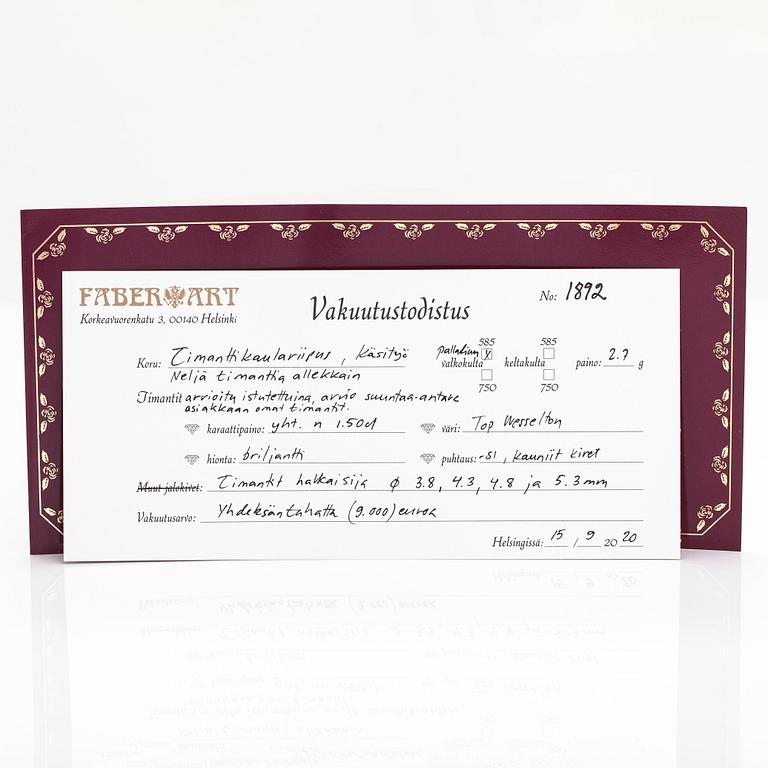 FABER ART
Korkeavuorenkatu 3, 00140 Helsinki
Vakuutustodistus
No: 1892
Koru: Timanttikaulariipus, Käsityö
Neljä timanttia allekkain
palladium valkokulta 585 750
keltakulta 585 750
paino: 2.7 g
Timantit arvioitu istutettuina, arvio suuntaa-antava
asiakkaan omat timantit.
karaattipaino: yht. n 1.50ct väri: Top Wesselton
hionta: briljantti puhtaus: -SI, kauniit kivet
Muut jalokivet: Timantit halkaisija ϕ 3.8, 4.3, 4.8 ja 5.3mm
Vakuutusarvo: Yhdeksäntuhatta (9.000) euroa
Helsingissä: 15 / 9 20 20